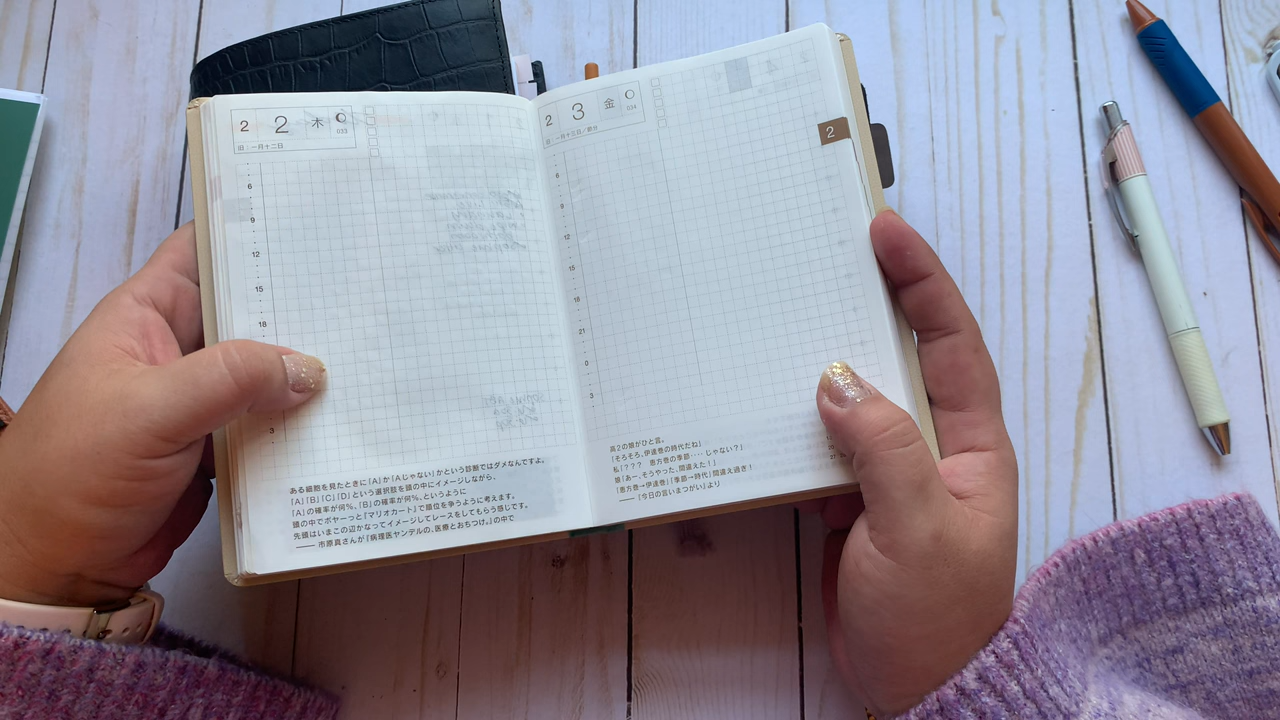 2 2 木
033
旧：一月十二日
6
9
12
15
18
3
ある細胞を見たときに「A」か「Aじゃない」かという診断ではダメなんですよ。
「A」「B」「C」「D」という選択肢を頭の中にイメージしながら、
「A」の確率が何%、「B」の確率が何%、というように
頭の中でボヤーっと『マリオカート』で順位を争うように考えます。
先頭はいまこの辺かなってイメージしてレースをしてもらう感じです。
—— 市原真さんが『病理医ヤンデルの、医療とおちつけ。』の中で
2 3 金
034
旧：一月十三日／節分
2
6
9
12
15
18
21
0
3
高2の娘がひと言。
「そろそろ、伊達巻の時代だね」
私「？？？　恵方巻の季節‥‥じゃない？」
娘「あー、そうやった、間違えた！」
「恵方巻→伊達巻」「季節→時代」間違え過ぎ！
——『今日の言いまつがい』より